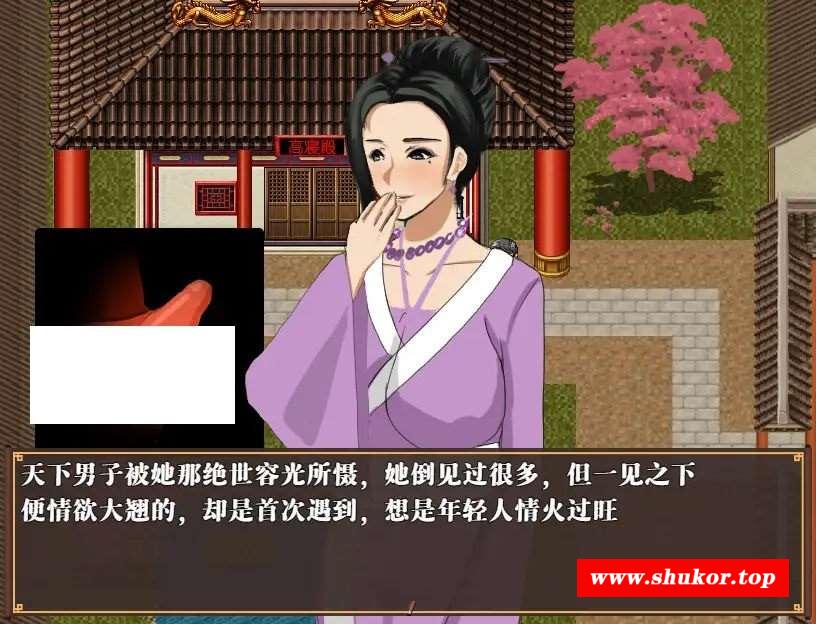 高寝殿
天下男子被她那绝世容光所慑，她倒见过很多，但一见之下
便情欲大翘的，却是首次遇到，想是年轻人情火过旺
www.shukor.top